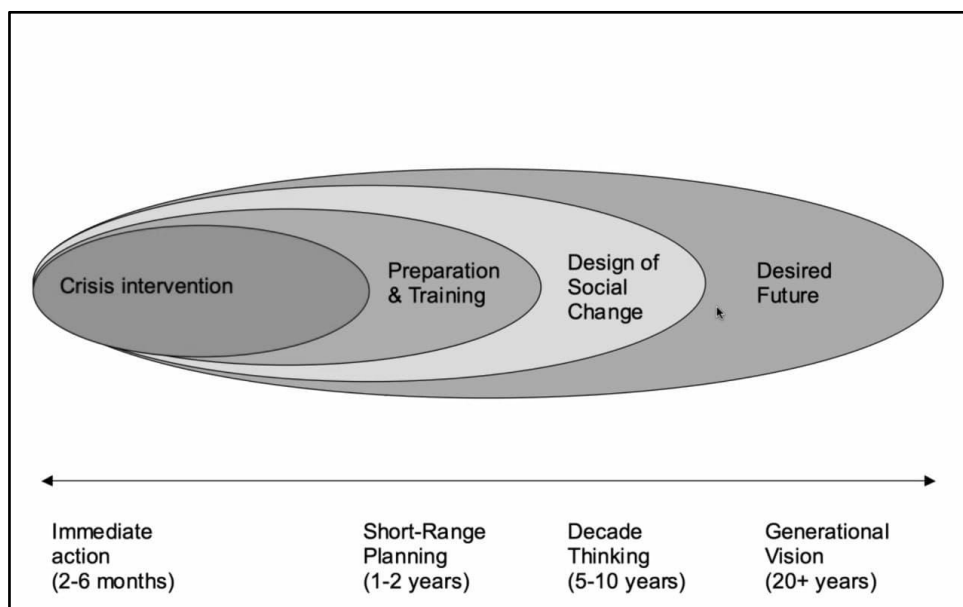 Crisis intervention
Preparation
& Training
Design of
Social
Change
Desired
Future
Immediate
action
(2-6 months)
Short-Range
Planning
(1-2 years)
Decade
Thinking
(5-10 years)
Generational
Vision
(20+ years)